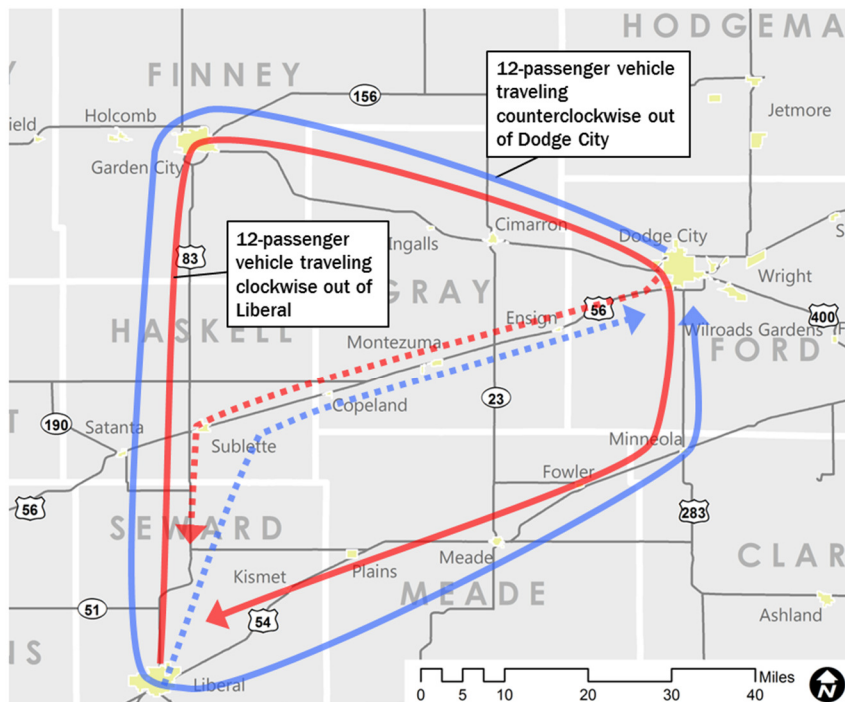 HODGEMA
FINNEY
12-passenger vehicle
traveling
counterclockwise out
of Dodge City
156
Jetmore
Holcomb
ield
Garden City
Cimarron
Dodge City
12-passenger
vehicle traveling
clockwise out of
Liberal
83
Ingalls
Wright
GRAY
Ensign
56
400
HASKELL
Wilroads Gardens
FORD
Montezuma
Copeland
23
190
Satanta
Sublette
Minneola
Fowler
56
SEWARD
283
Meade
CLAR
Kismet
Plains
MEADE
51
54
Ashland
NS
Liberal
Miles
0 5 10 20 30 40
N